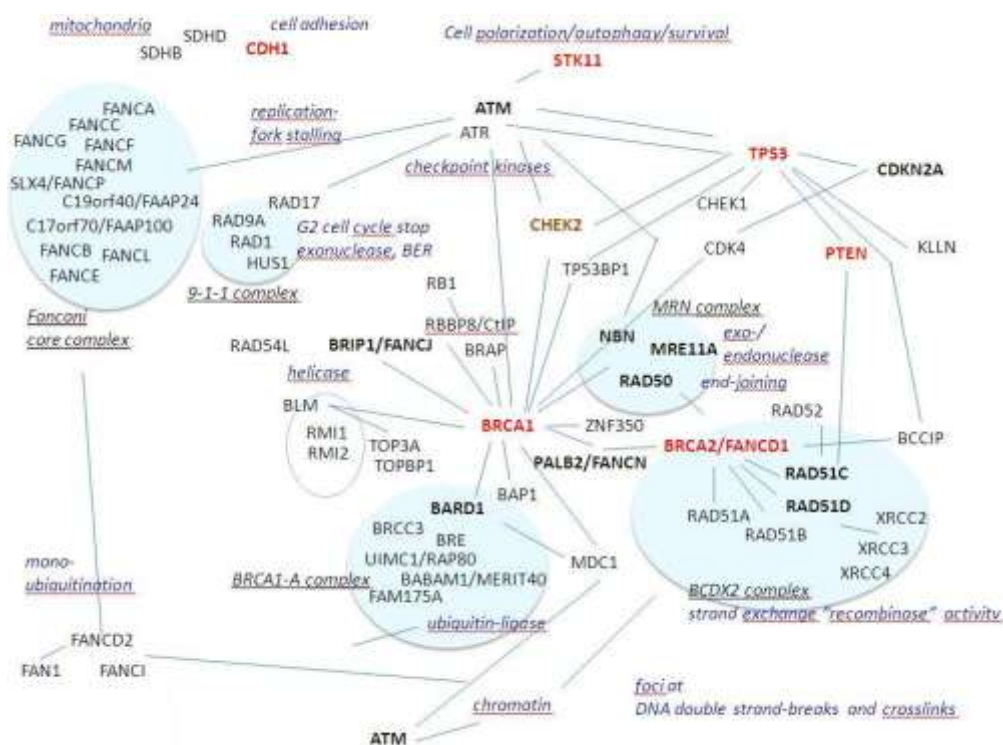 mitochondria
cell adhesion
SDHD
SDHB
CDH1
Cell polarization/autophagy/survival
STK11
FANCA
FANCC
FANCG
FANCF
FANCM
SLX4/FANCP
C19orf40/FAAP24
C17orf70/FAAP100
FANCB
FANCL
FANCE
Fanconi
core complex
replication-
fork stalling
ATM
ATR
checkpoint kinases
TP53
CDKN2A
RAD17
RAD9A
RAD1
HUS1
G2 cell cycle stop
exonuclease, BER
9-1-1 complex
CHEK2
CHEK1
CDK4
PTEN
KLLN
TP53BP1
RB1
RBBP8/CtIP
BRAP
MRN complex
NBN
MRE11A
RAD50
exo-/
endonuclease
end-joining
RAD54L
BRIP1/FANCJ
helicase
BLM
RMI1
RMI2
TOP3A
TOPBP1
BRCA1
ZNF350
PALB2/FANCN
BRCA2/FANCD1
RAD52
BCCIP
RAD51C
RAD51D
RAD51A
RAD51B
XRCC2
XRCC3
XRCC4
BCDX2 complex
strand exchange "recombinase" activity
BAP1
BARD1
BRCC3
BRE
UIMC1/RAP80
BABAM1/MERIT40
FAM175A
BRCA1-A complex
ubiquitin-ligase
MDC1
mono-
ubiquitination
FANCD2
FAN1
FANCI
chromatin
ATM
foci at
DNA double strand-breaks and crosslinks